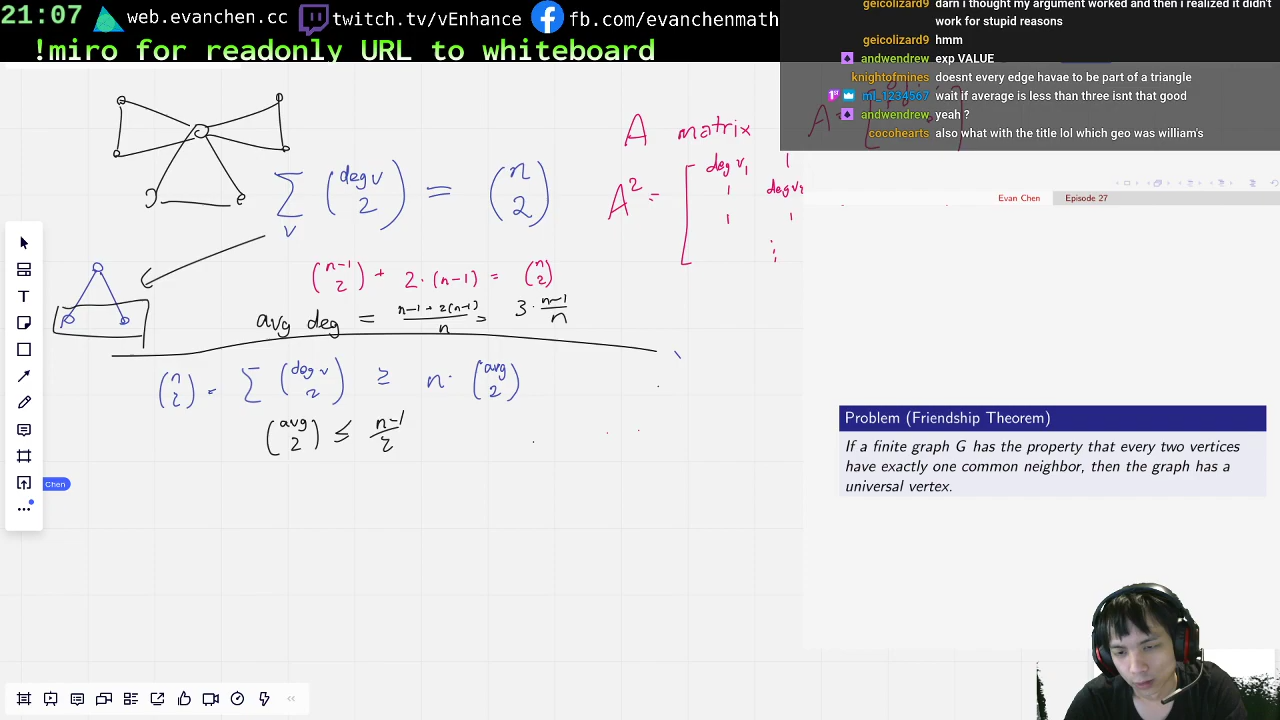 21:07 web.evanchen.cc twitch.tv/vEnhance fb.com/evanchenmath
!miro for readonly URL to whiteboard
geicolizard9 darn i thought my argument worked and then i realized it didn't
work for stupid reasons
geicolizard9 hmm
andwendrew exp VALUE
knightofmines doesnt every edge havae to be part of a triangle
mj_1234567 wait if average is less than three isnt that good
andwendrew yeah ?
cocohearts also what with the title lol which geo was william's
A matrix
A² = [ deg v₁ 1
1 deg v₂
1 1
⋮
∑_v (deg v choose 2) = (n choose 2)
(n-1 choose 2) + 2·(n-1) = (n choose 2)
avg deg = (n-1+2(n-1))/n = 3·(n-1)/n
(n choose 2) = ∑ (deg v choose 2) ≥ n·(avg choose 2)
(avg choose 2) ≤ (n-1)/2
Chen
Evan Chen Episode 27
Problem (Friendship Theorem)
If a finite graph G has the property that every two vertices
have exactly one common neighbor, then the graph has a
universal vertex.